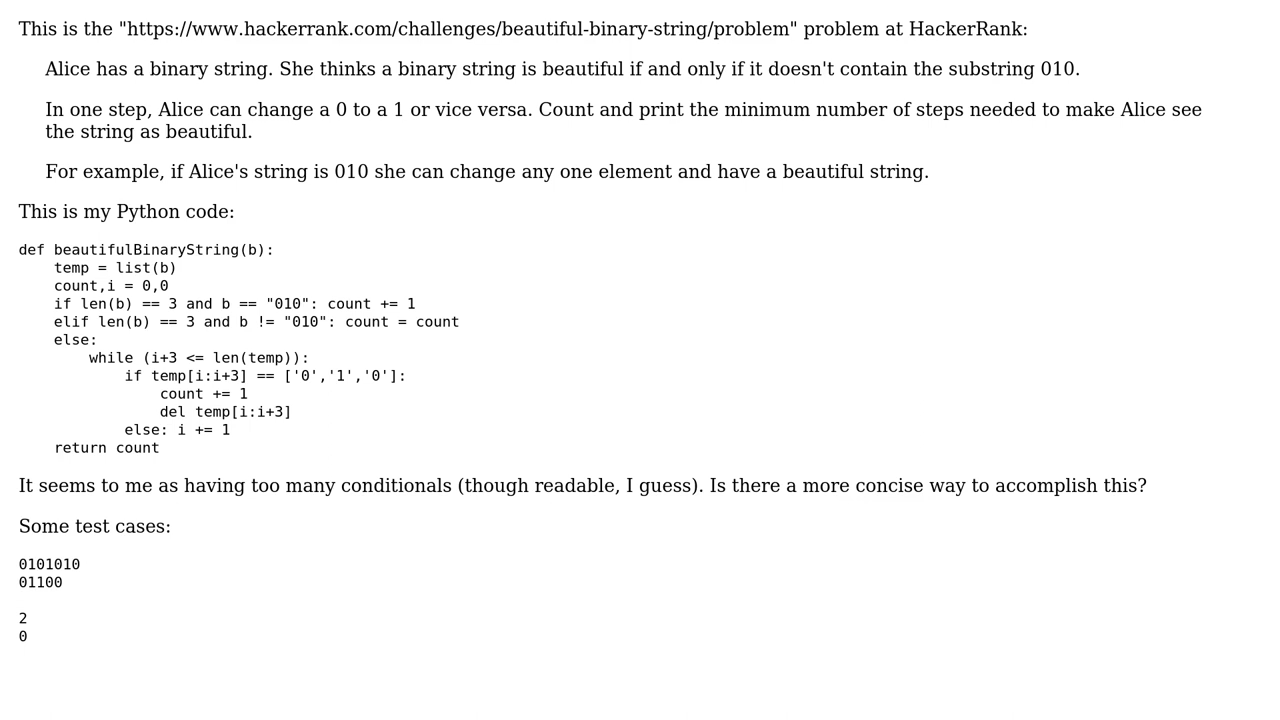 This is the "https://www.hackerrank.com/challenges/beautiful-binary-string/problem" problem at HackerRank:
Alice has a binary string. She thinks a binary string is beautiful if and only if it doesn't contain the substring 010.
In one step, Alice can change a 0 to a 1 or vice versa. Count and print the minimum number of steps needed to make Alice see
the string as beautiful.
For example, if Alice's string is 010 she can change any one element and have a beautiful string.
This is my Python code:
def beautifulBinaryString(b):
    temp = list(b)
    count,i = 0,0
    if len(b) == 3 and b == "010": count += 1
    elif len(b) == 3 and b != "010": count = count
    else:
        while (i+3 <= len(temp)):
            if temp[i:i+3] == ['0','1','0']:
                count += 1
                del temp[i:i+3]
            else: i += 1
    return count
It seems to me as having too many conditionals (though readable, I guess). Is there a more concise way to accomplish this?
Some test cases:
0101010
01100
2
0